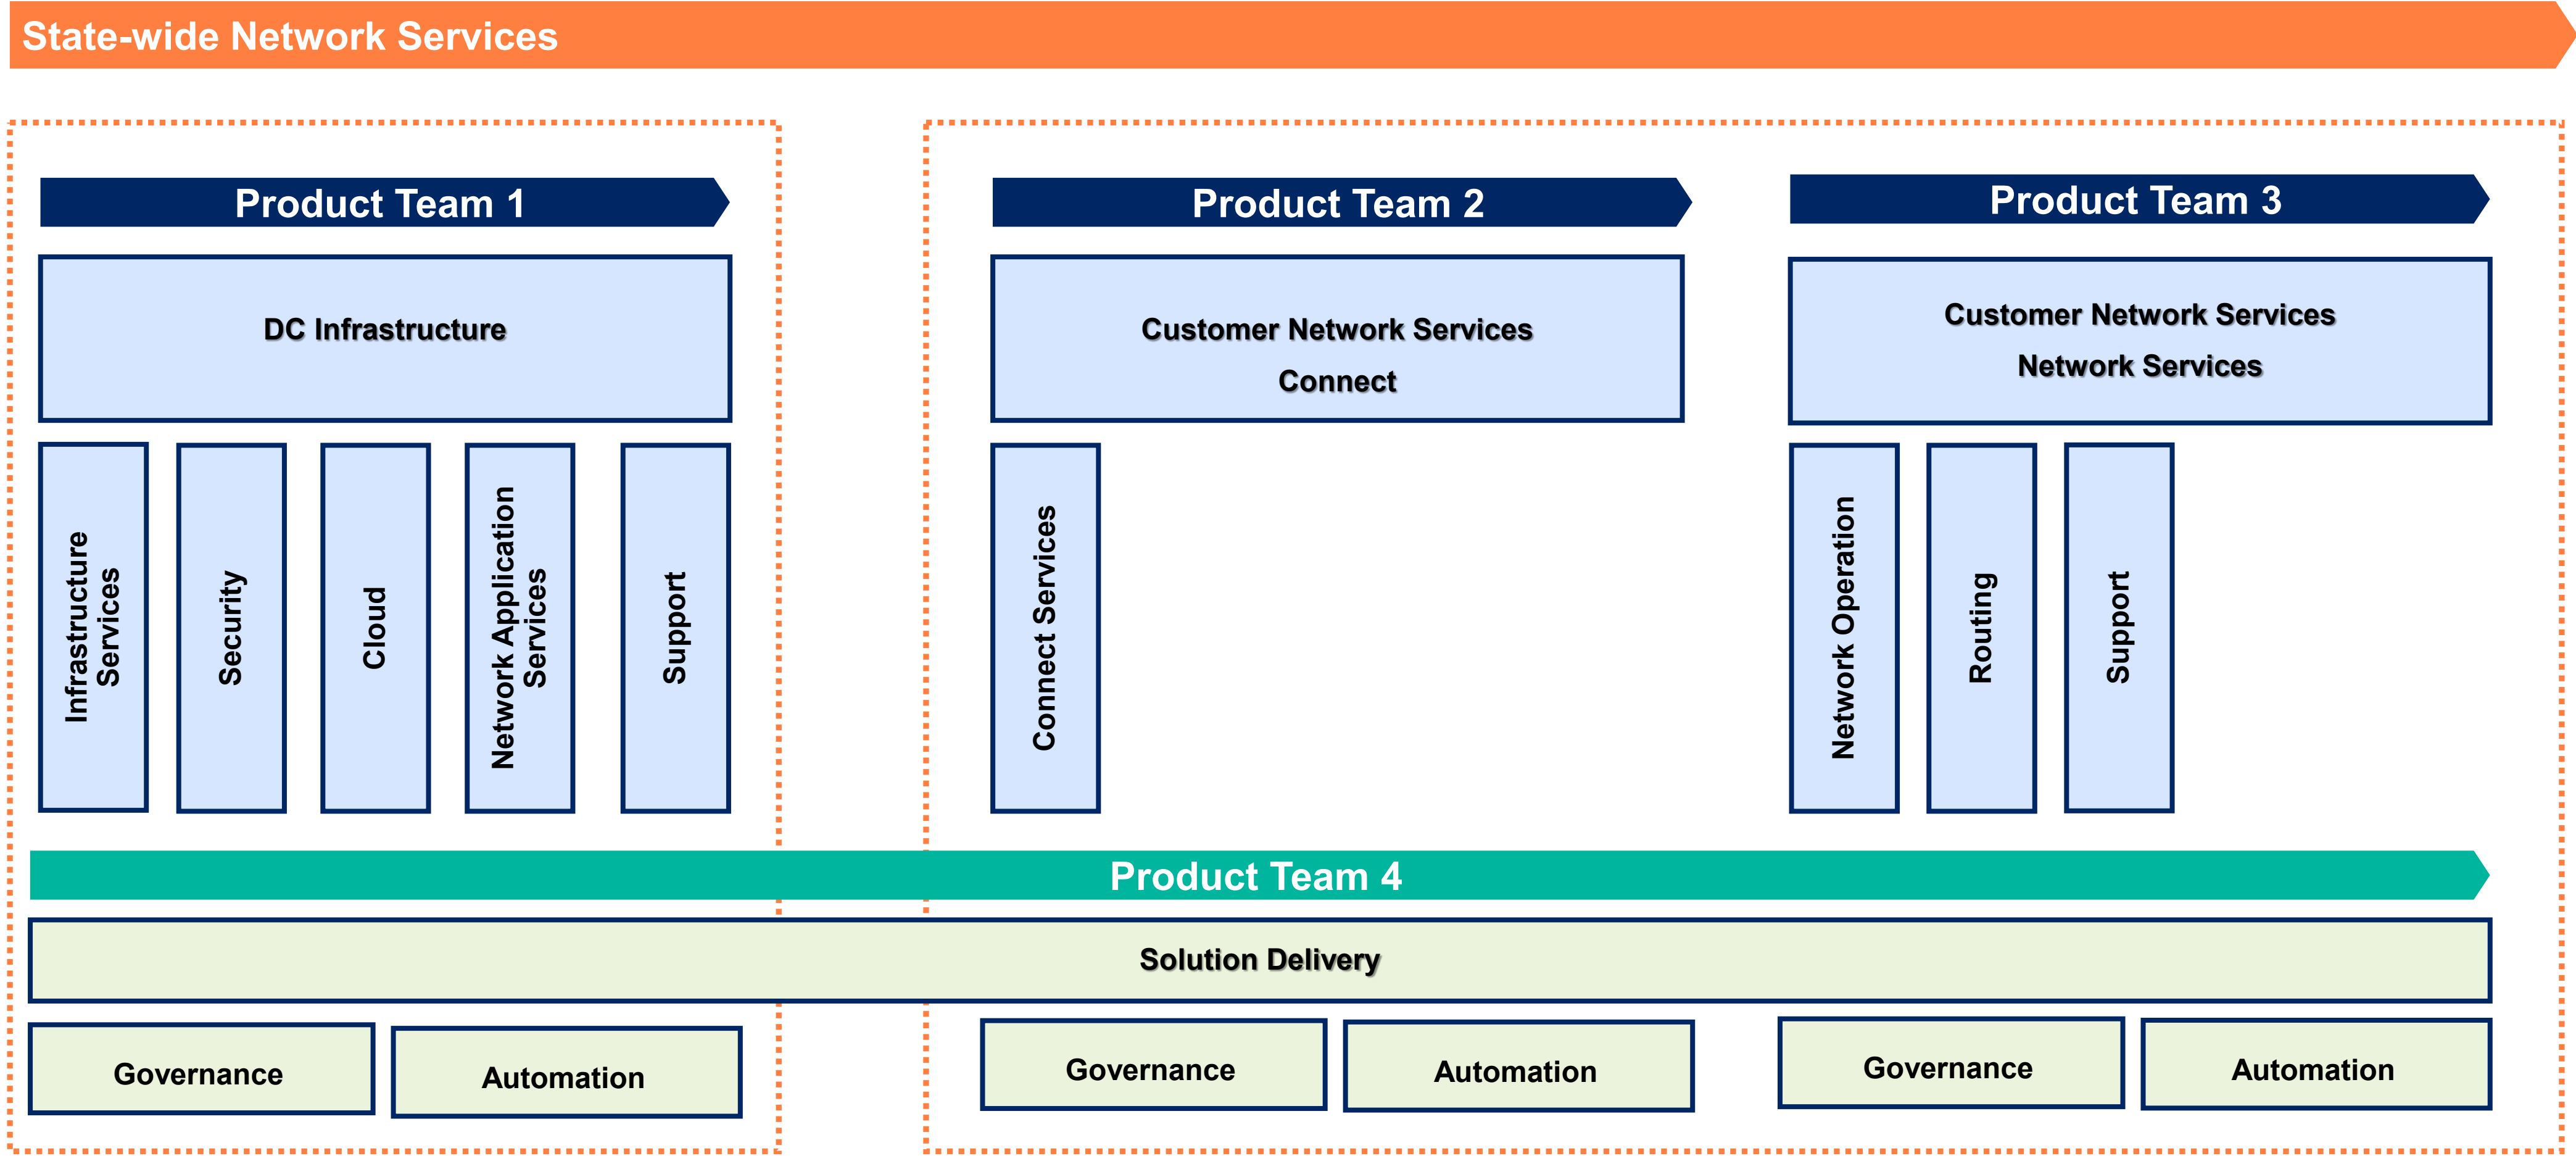 State-wide Network Services
Product Team 1
DC Infrastructure
Infrastructure
Services
Security
Cloud
Network Application
Services
Support
Product Team 2
Customer Network Services
Connect
Connect Services
Product Team 3
Customer Network Services
Network Services
Network Operation
Routing
Support
Product Team 4
Solution Delivery
Governance
Automation
Governance
Automation
Governance
Automation